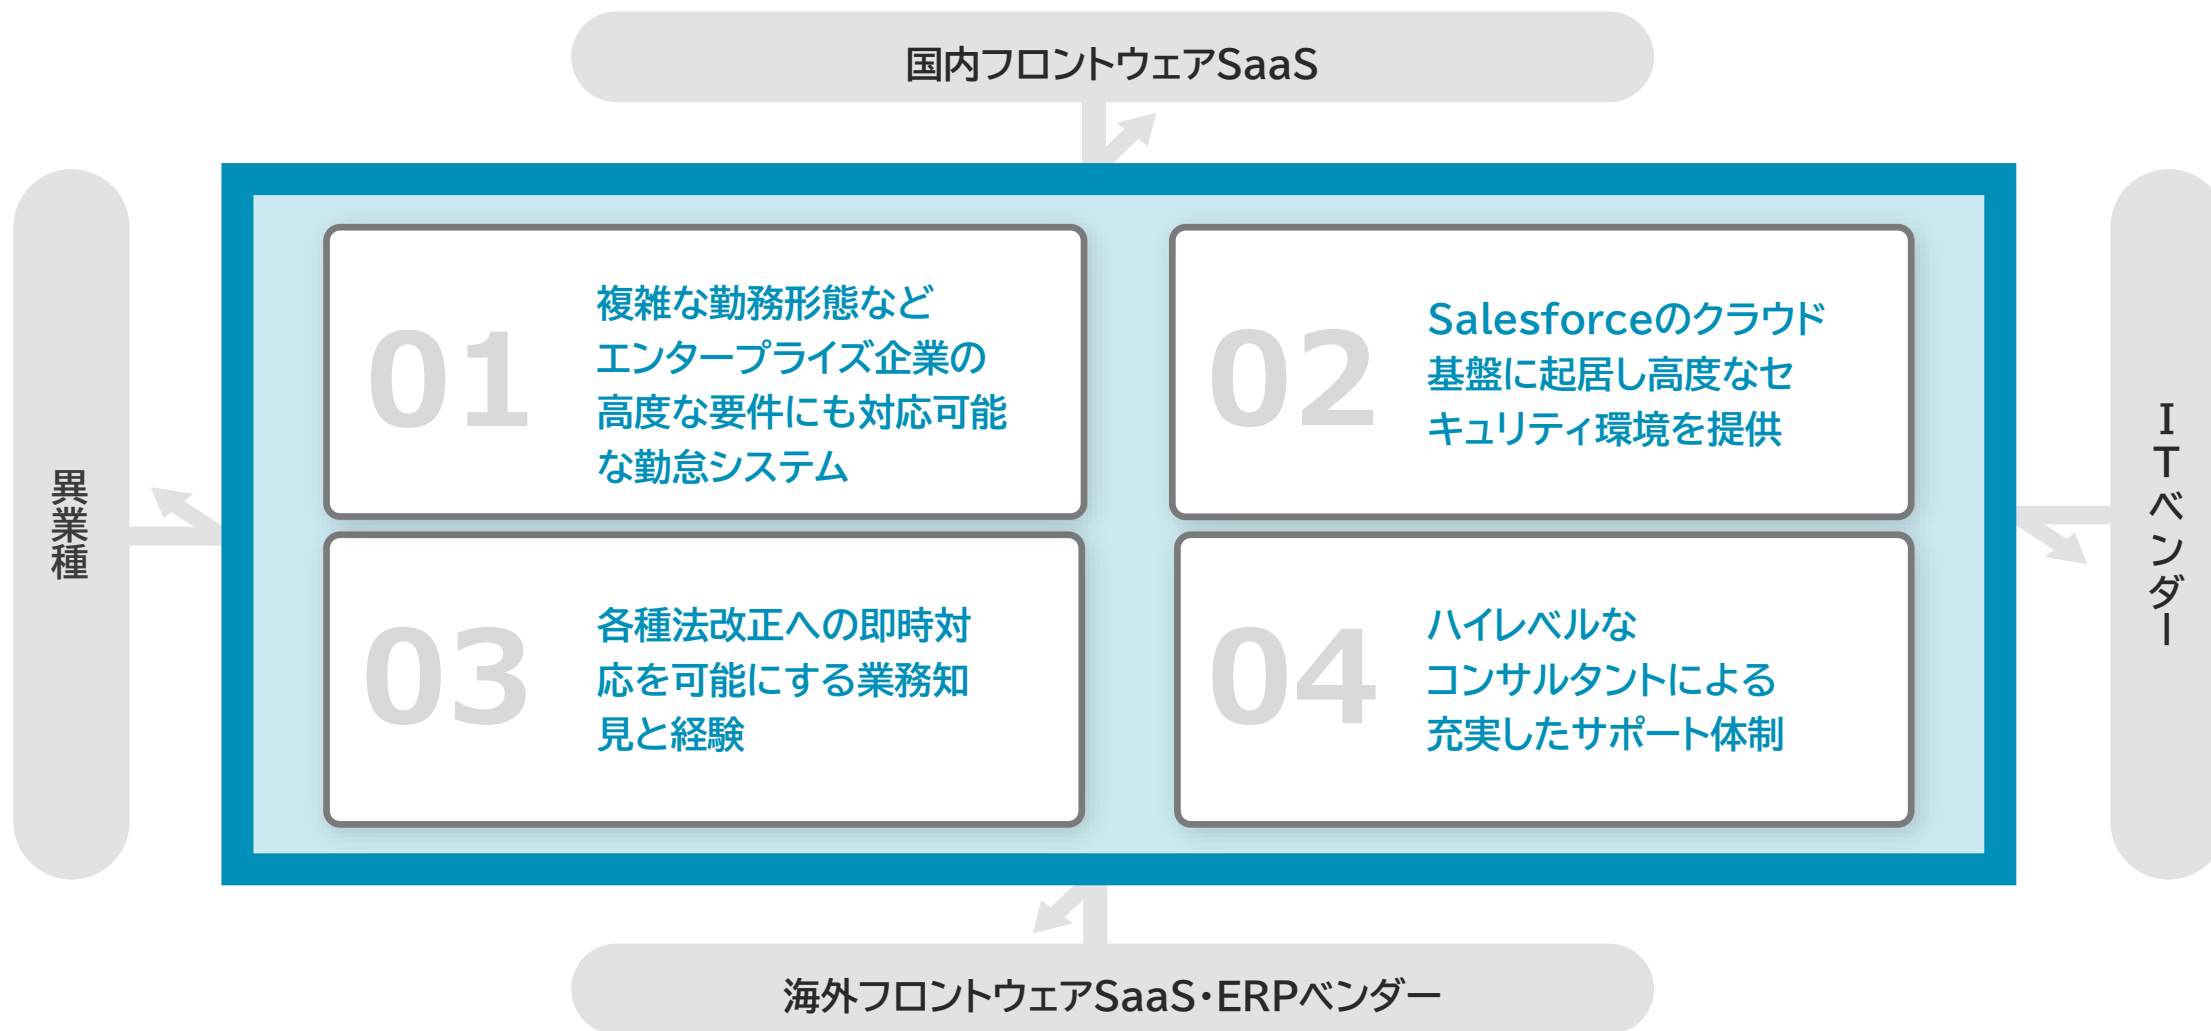 国内フロントウェアSaaS
異業種
01
複雑な勤務形態など
エンタープライズ企業の
高度な要件にも対応可能
な勤怠システム
02
Salesforceのクラウド
基盤に起居し高度なセ
キュリティ環境を提供
03
各種法改正への即時対
応を可能にする業務知
見と経験
04
ハイレベルな
コンサルタントによる
充実したサポート体制
ITベンダー
海外フロントウェアSaaS・ERPベンダー